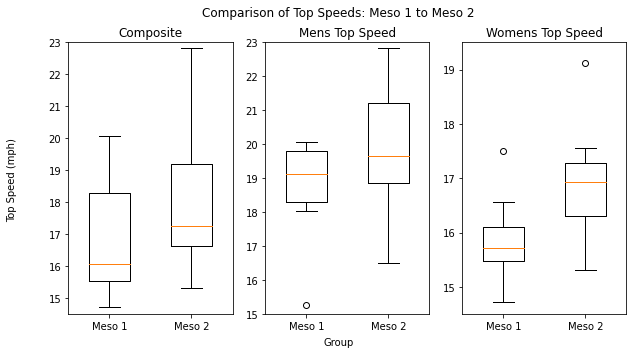 Comparison of Top Speeds: Meso 1 to Meso 2
Composite
Mens Top Speed
Womens Top Speed
Top Speed (mph)
23
22
21
20
19
18
17
16
15
Meso 1
Meso 2
23
22
21
20
19
18
17
16
15
Meso 1
Meso 2
19
18
17
16
15
Meso 1
Meso 2
Group